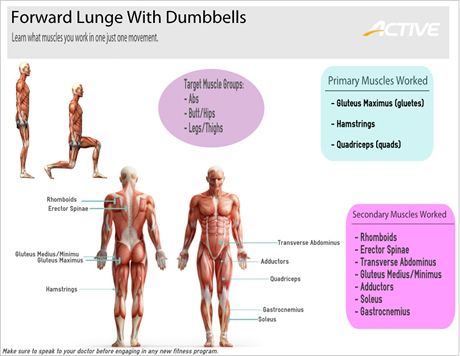 Forward Lunge With Dumbbells
Learn what muscles you work in one just one movement.
ACTIVE
Target Muscle Groups:
- Abs
- Butt/Hips
- Legs/Thighs
Primary Muscles Worked
- Gluteus Maximus (gluetes)
- Hamstrings
- Quadriceps (quads)
Rhomboids
Erector Spinae
Gluteus Medius/Minimu
Gluteus Maximus
Hamstrings
Transverse Abdominus
Adductors
Quadriceps
Gastrocnemius
Soleus
Secondary Muscles Worked
- Rhomboids
- Erector Spinae
- Transverse Abdominus
- Gluteus Medius/Minimus
- Adductors
- Soleus
- Gastrocnemius
Make sure to speak to your doctor before engaging in any new fitness program.